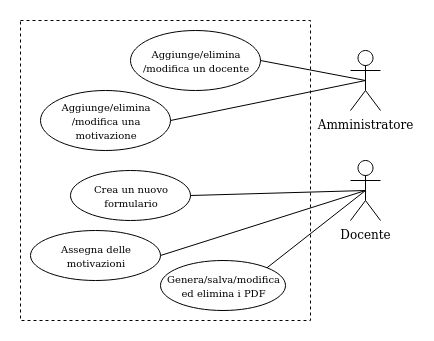 Aggiunge/elimina
/modifica un docente
Aggiunge/elimina
/modifica una
motivazione
Amministratore
Crea un nuovo
formulario
Assegna delle
motivazioni
Docente
Genera/salva/modifica
ed elimina i PDF